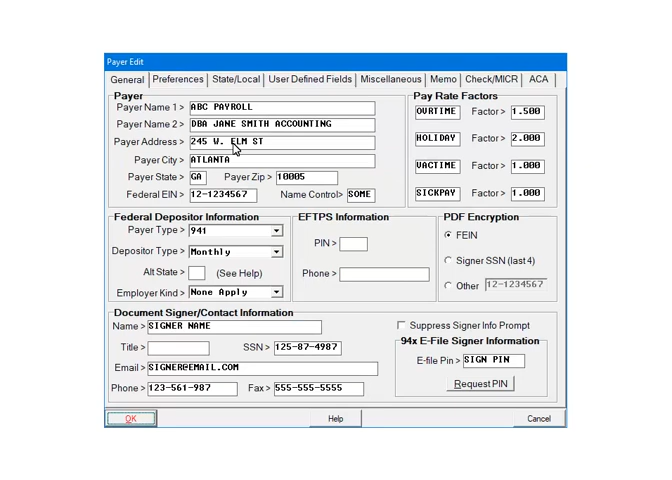 Payer Edit
General Preferences State/Local User Defined Fields Miscellaneous Memo Check/MICR ACA
Payer
Payer Name 1 > ABC PAYROLL
Payer Name 2 > DBA JANE SMITH ACCOUNTING
Payer Address > 245 W. ELM ST
Payer City > ATLANTA
Payer State > GA Payer Zip > 10005
Federal EIN > 12-1234567 Name Control> SOME
Pay Rate Factors
OVRTIME Factor > 1.500
HOLIDAY Factor > 2.000
VACTIME Factor > 1.000
SICKPAY Factor > 1.000
Federal Depositor Information
Payer Type > 941
Depositor Type > Monthly
Alt State > (See Help)
Employer Kind > None Apply
EFTPS Information
PIN >
Phone >
PDF Encryption
FEIN
Signer SSN (last 4)
Other 12-1234567
Document Signer/Contact Information
Name > SIGNER NAME
Title > SSN > 125-87-4987
Email > SIGNER@EMAIL.COM
Phone > 123-561-987 Fax > 555-555-5555
Suppress Signer Info Prompt
94x E-File Signer Information
E-file Pin > SIGN PIN
Request PIN
OK Help Cancel